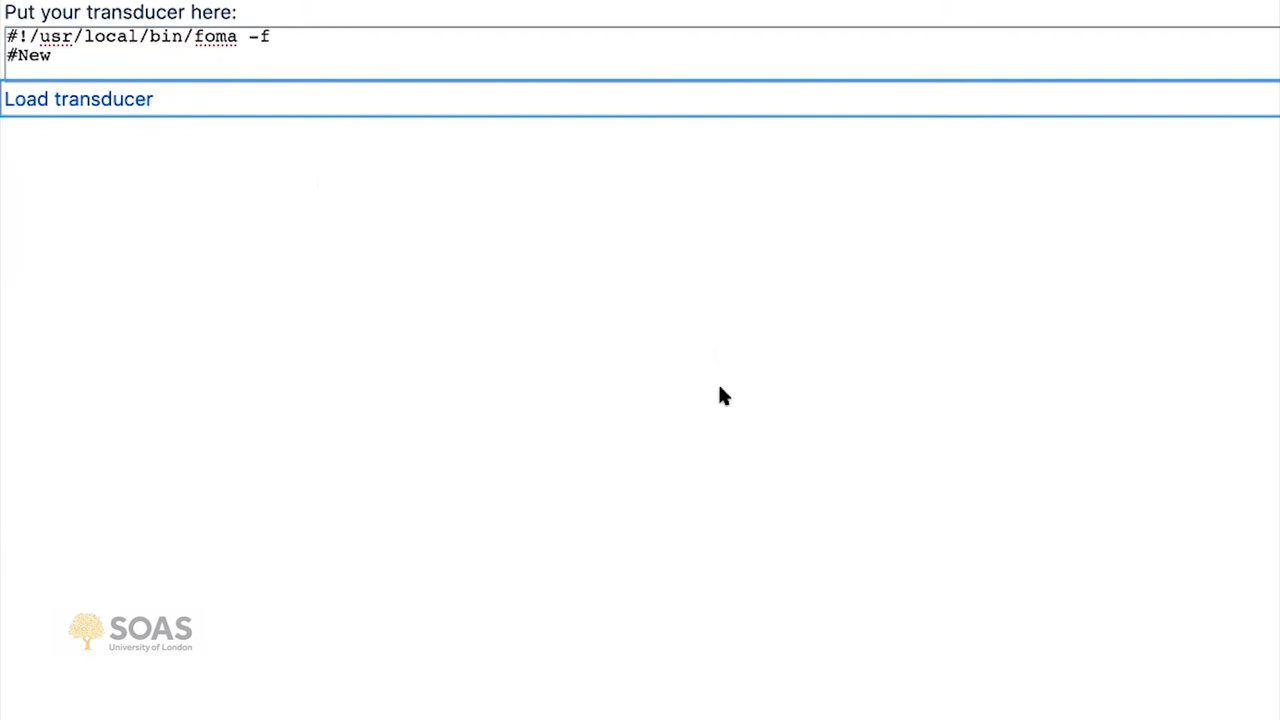 Put your transducer here:
#!/usr/local/bin/foma -f
#New
Load transducer
SOAS
University of London